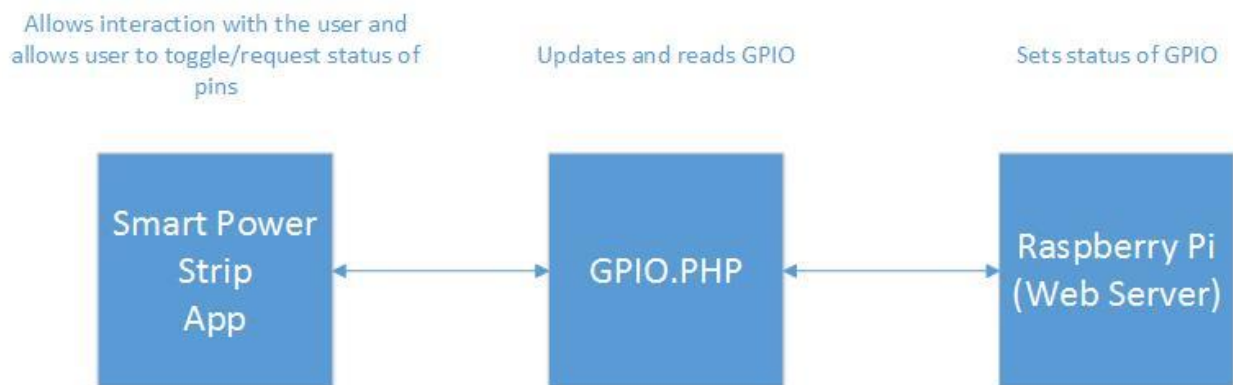 Allows interaction with the user and
allows user to toggle/request status of
pins
Updates and reads GPIO
Sets status of GPIO
Smart Power
Strip
App
GPIO.PHP
Raspberry Pi
(Web Server)